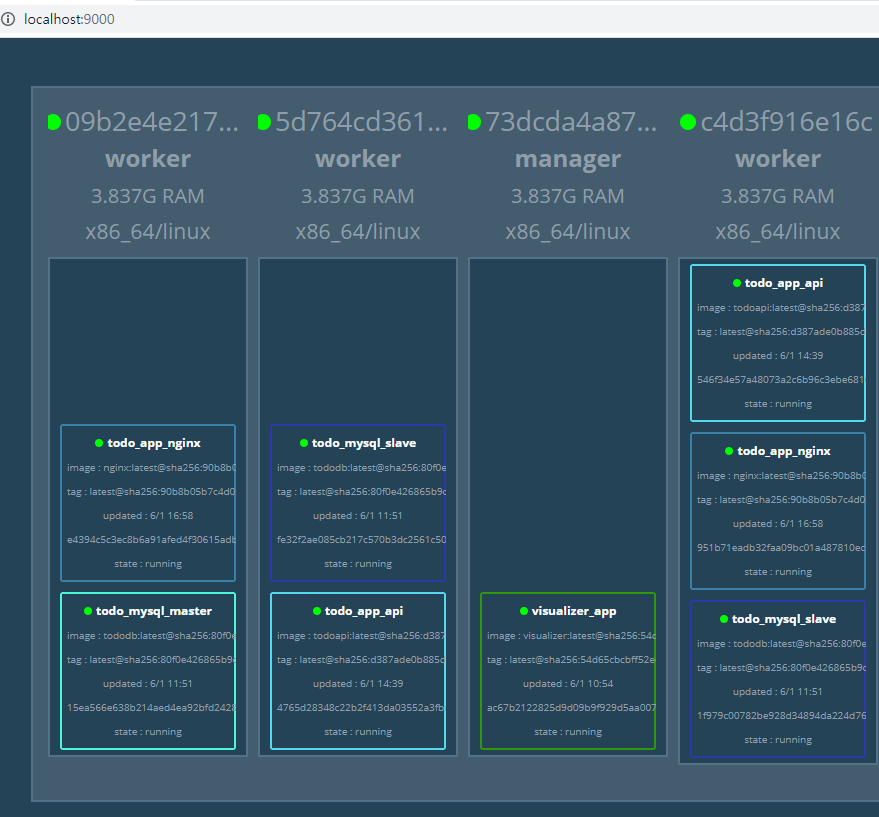 localhost:9000
09b2e4e217...
worker
3.837G RAM
x86_64/linux
todo_app_nginx
image : nginx:latest@sha256:90b8b0
tag : latest@sha256:90b8b05b7c4d0
updated : 6/1 16:58
e4394c5c3ec8b6a91afed4f30615adb
state : running
todo_mysql_master
image : tododb:latest@sha256:80f0e
tag : latest@sha256:80f0e426865b9
updated : 6/1 11:51
15ea566e638b214aed4ea92bfd2428
state : running
5d764cd361...
worker
3.837G RAM
x86_64/linux
todo_mysql_slave
image : tododb:latest@sha256:80f0e
tag : latest@sha256:80f0e426865b9c
updated : 6/1 11:51
fe32f2ae085cb217c570b3dc2561c50
state : running
todo_app_api
image : todoapi:latest@sha256:d387
tag : latest@sha256:d387ade0b885c
updated : 6/1 14:39
4765d28348c22b2f413da03552a3fb
state : running
73dcda4a87...
manager
3.837G RAM
x86_64/linux
visualizer_app
image : visualizer:latest@sha256:54d
tag : latest@sha256:54d65cbcbff52e
updated : 6/1 10:54
ac67b2122825d9d09b9f929d5aa007
state : running
c4d3f916e16c
worker
3.837G RAM
x86_64/linux
todo_app_api
image : todoapi:latest@sha256:d387
tag : latest@sha256:d387ade0b885c
updated : 6/1 14:39
546f34e57a48073a2c6b96c3ebe681
state : running
todo_app_nginx
image : nginx:latest@sha256:90b8b0
tag : latest@sha256:90b8b05b7c4d0
updated : 6/1 16:58
951b71eadb32faa09bc01a487810ec
state : running
todo_mysql_slave
image : tododb:latest@sha256:80f0e
tag : latest@sha256:80f0e426865b9c
updated : 6/1 11:51
1f979c00782be928d34894da224d76
state : running